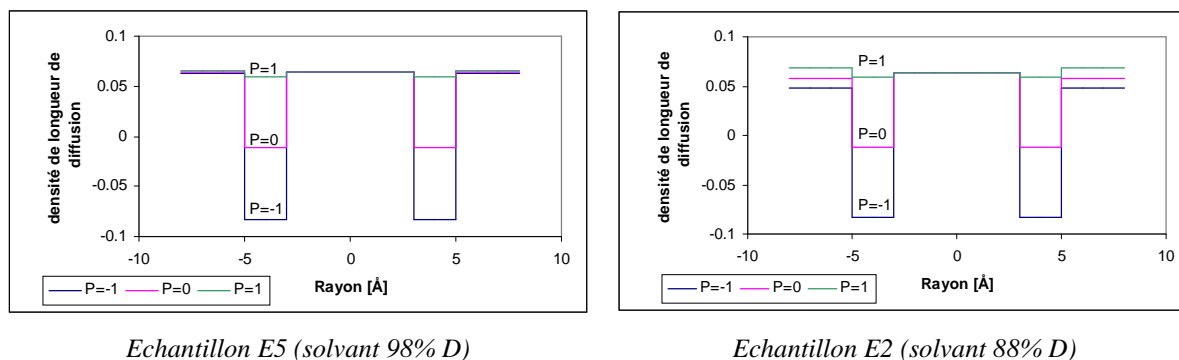 densité de longueur de
diffusion
0.1
0.05
0
-0.05
-0.1
P=1
P=0
P=-1
-10
-5
0
5
10
P=-1
P=0
P=1
Rayon [Å]
Echantillon E5 (solvant 98% D)
densité de longueur de
diffusion
0.1
0.05
0
-0.05
-0.1
P=1
P=0
P=-1
-10
-5
0
5
10
P=-1
P=0
P=1
Rayon [Å]
Echantillon E2 (solvant 88% D)